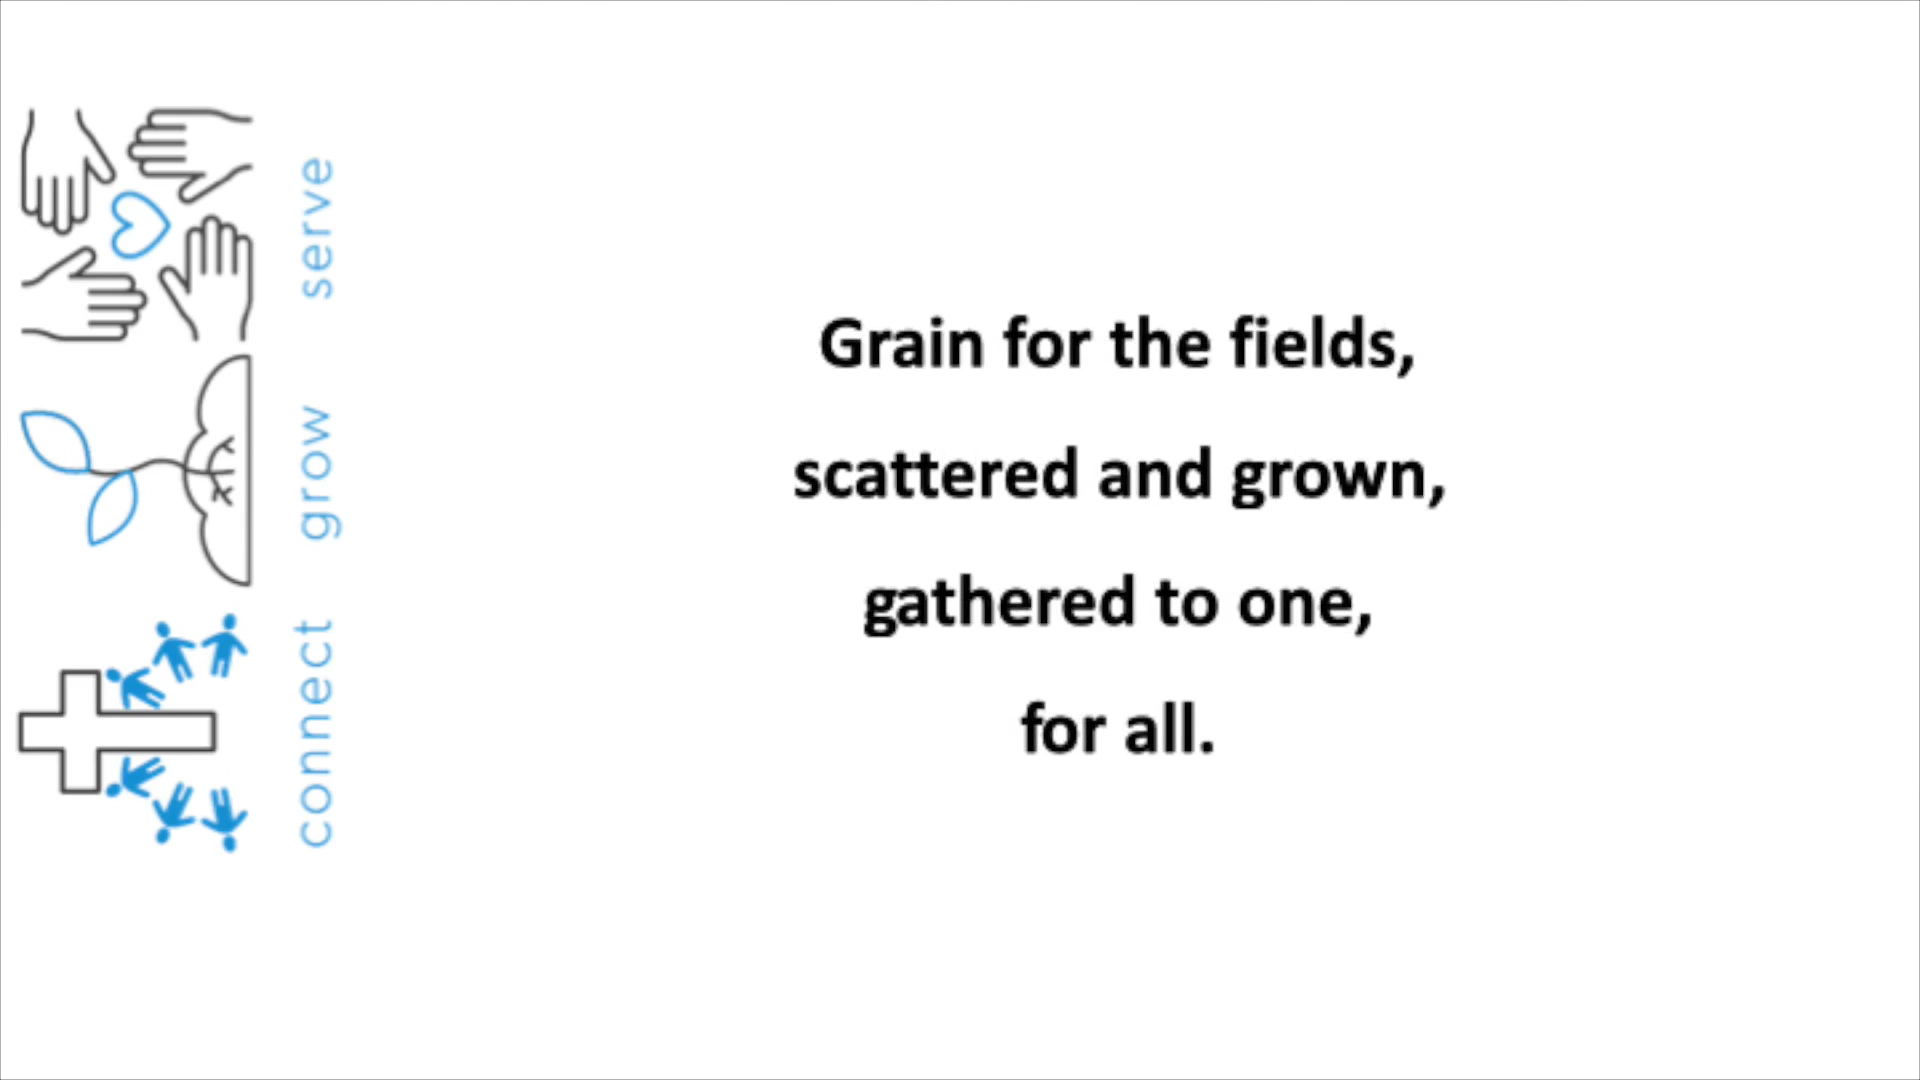 serve
grow
connect
Grain for the fields,
scattered and grown,
gathered to one,
for all.